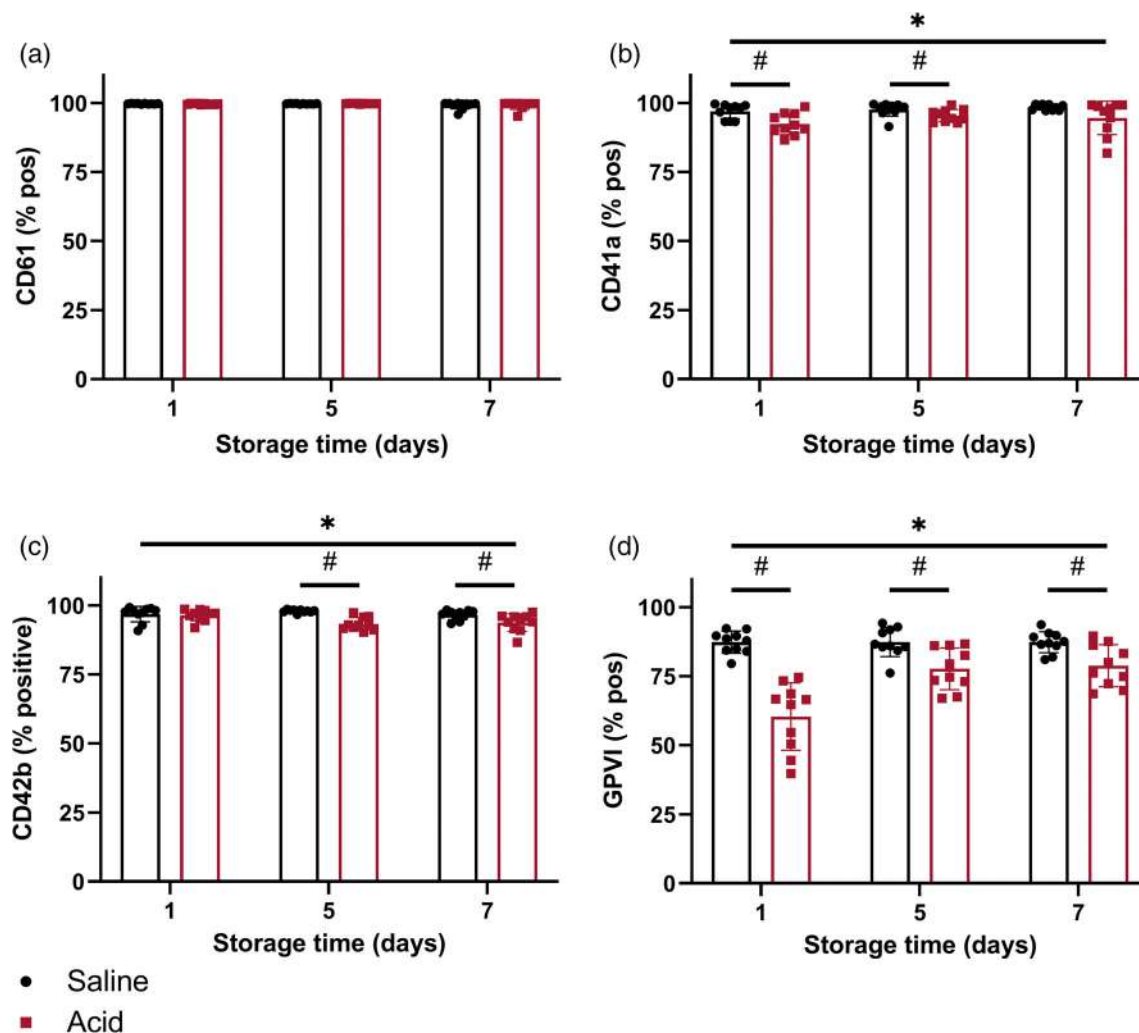 (a)
100
75
50
25
0
CD61 (% pos)
1 5 7
Storage time (days)
(b)
*
# #
100
75
50
25
0
CD41a (% pos)
1 5 7
Storage time (days)
(c)
*
# #
100
75
50
25
0
CD42b (% positive)
1 5 7
Storage time (days)
(d)
*
# # #
100
75
50
25
0
GPVI (% pos)
1 5 7
Storage time (days)
Saline
Acid